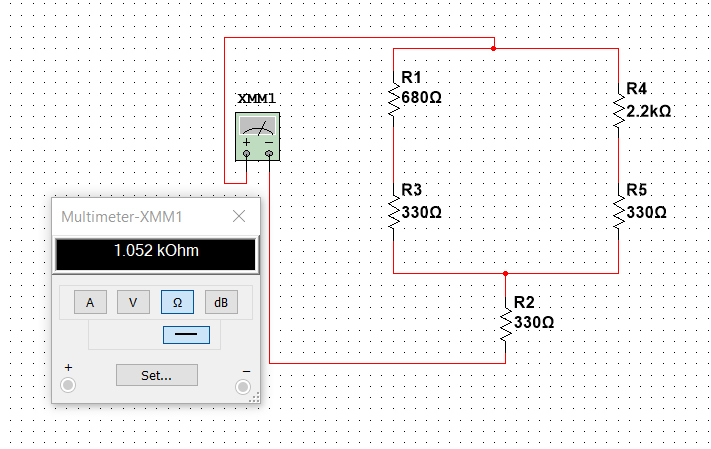 XMM1
+ −
R1
680Ω
R4
2.2kΩ
R3
330Ω
R5
330Ω
R2
330Ω
Multimeter-XMM1
1.052 kOhm
A V Ω dB
+ −
Set...